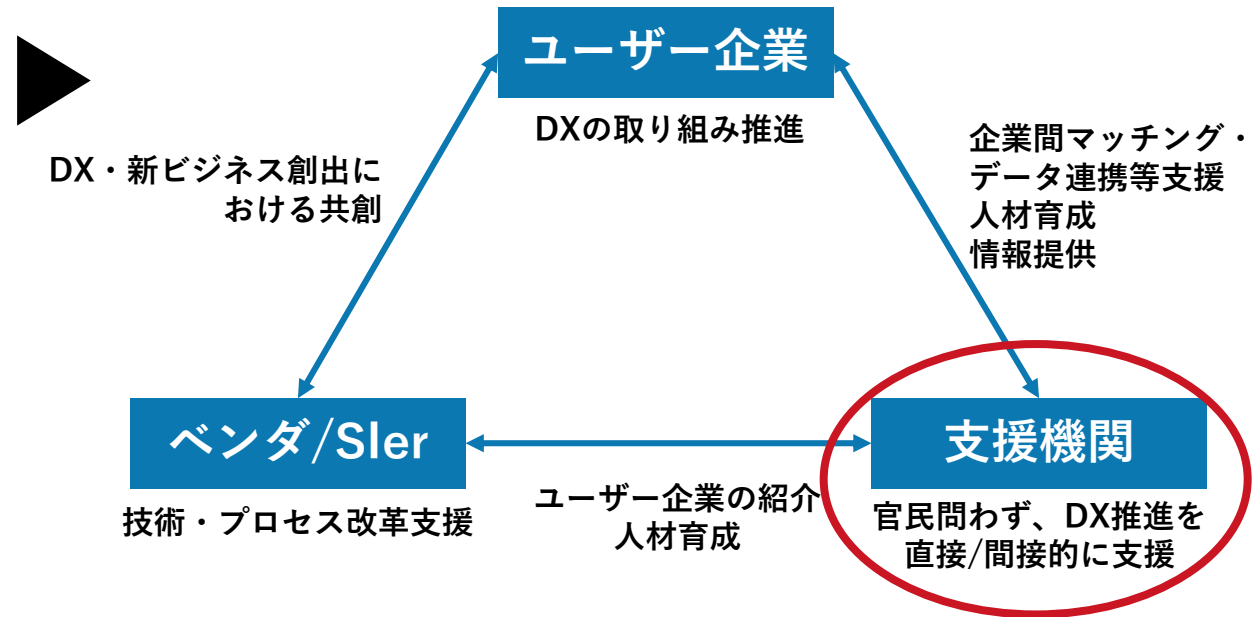 ユーザー企業
DXの取り組み推進
DX・新ビジネス創出に
おける共創
企業間マッチング・
データ連携等支援
人材育成
情報提供
ベンダ/SIer
技術・プロセス改革支援
ユーザー企業の紹介
人材育成
支援機関
官民問わず、DX推進を
直接/間接的に支援